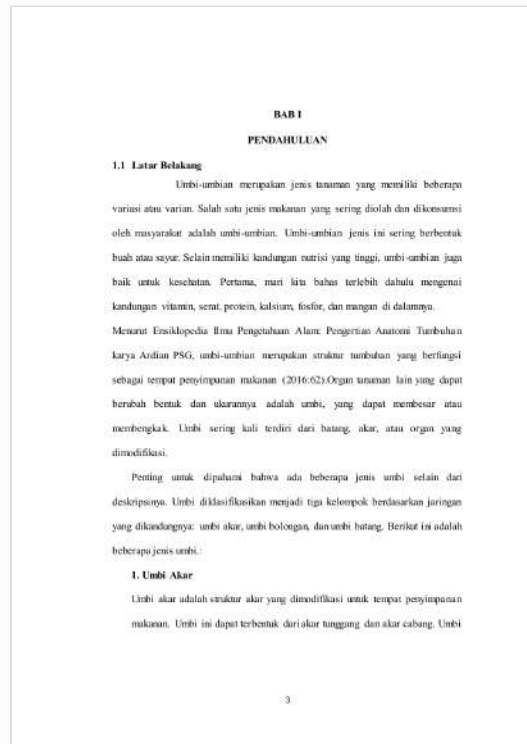 BAB I
PENDAHULUAN
1.1 Latar Belakang
Umbi-umbian merupakan jenis tanaman yang memiliki beberapa
variasi atau varian. Salah satu jenis makanan yang sering diolah dan dikonsumsi
oleh masyarakat adalah umbi-umbian. Umbi-umbian jenis ini sering berbentuk
buah atau sayur. Selain memiliki kandungan nutrisi yang tinggi, umbi-umbian juga
baik untuk kesehatan. Pertama, mari kita bahas terlebih dahulu mengenai
kandungan vitamin, serat, protein, kalsium, fosfor, dan mangan di dalamnya.
Menurut Ensiklopedia Ilmu Pengetahuan Alam: Pengertian Anatomi Tumbuhan
karya Ardian PSG, umbi-umbian merupakan struktur tumbuhan yang berfungsi
sebagai tempat penyimpanan makanan (2016:62).Organ tanaman lain yang dapat
berubah bentuk dan ukurannya adalah umbi, yang dapat membesar atau
membengkak. Umbi sering kali terdiri dari batang, akar, atau organ yang
dimodifikasi.
Penting untuk dipahami bahwa ada beberapa jenis umbi selain dari
deskripsinya. Umbi diklasifikasikan menjadi tiga kelompok berdasarkan jaringan
yang dikandungnya: umbi akar, umbi bolongan, dan umbi batang. Berikut ini adalah
beberapa jenis umbi.:
1. Umbi Akar
Umbi akar adalah struktur akar yang dimodifikasi untuk tempat penyimpanan
makanan. Umbi ini dapat terbentuk dari akar tunggang dan akar cabang. Umbi
3